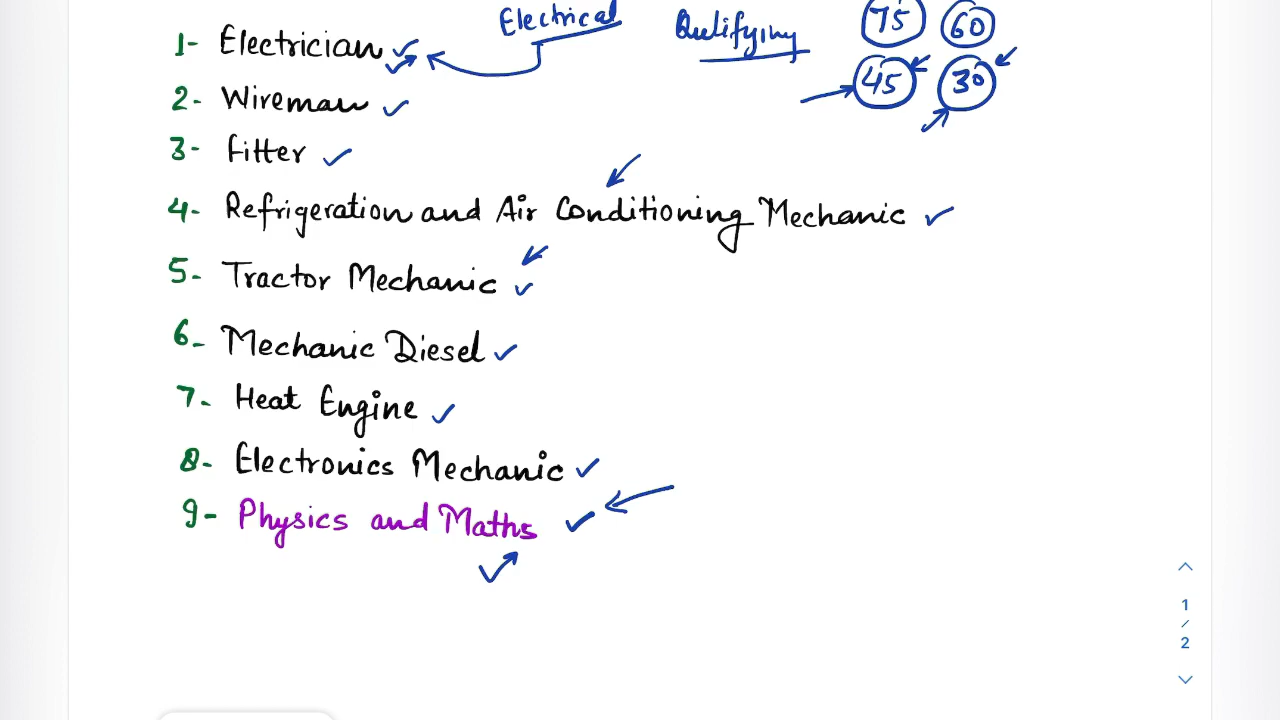 Electrical Qulifying 75 60
1- Electrician
45 30
2- Wireman
3- Fitter
4- Refrigeration and Air Conditioning Mechanic
5- Tractor Mechanic
6- Mechanic Diesel
7- Heat Engine
8- Electronics Mechanic
9- Physics and Maths
1
/
2